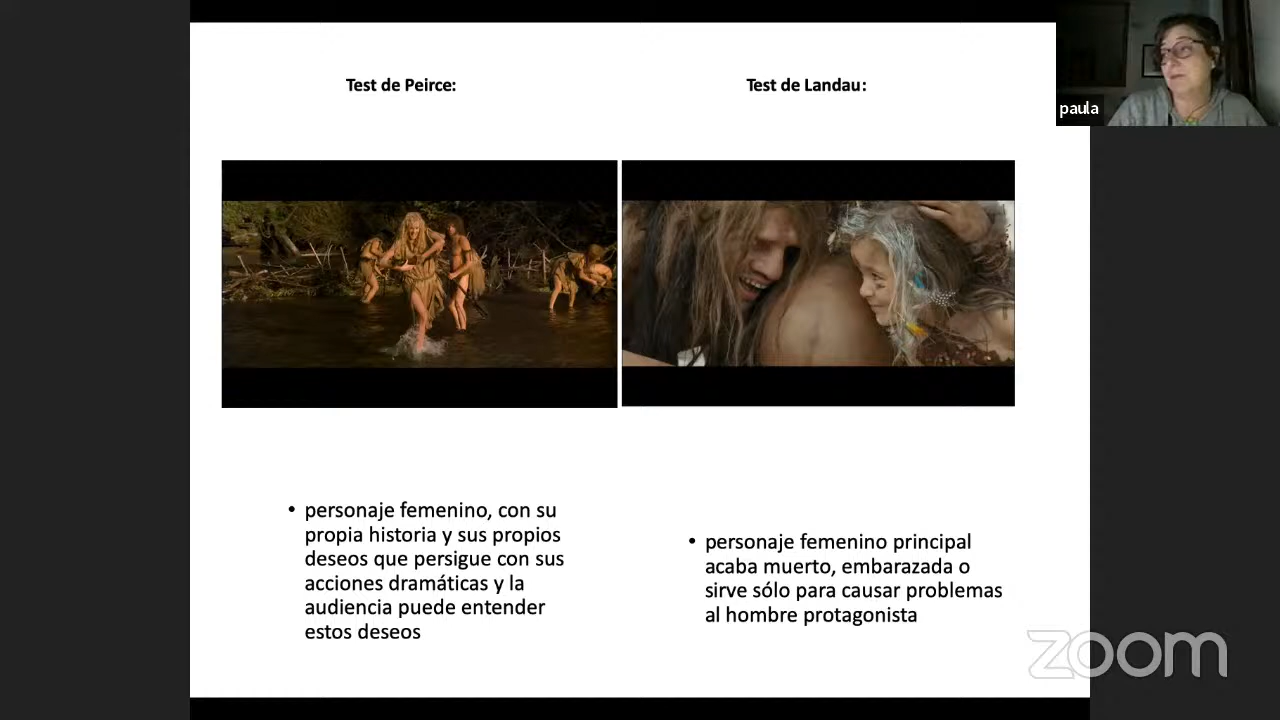 Test de Peirce:
Test de Landau:
paula
• personaje femenino, con su
propia historia y sus propios
deseos que persigue con sus
acciones dramáticas y la
audiencia puede entender
estos deseos
• personaje femenino principal
acaba muerto, embarazada o
sirve sólo para causar problemas
al hombre protagonista
zoom